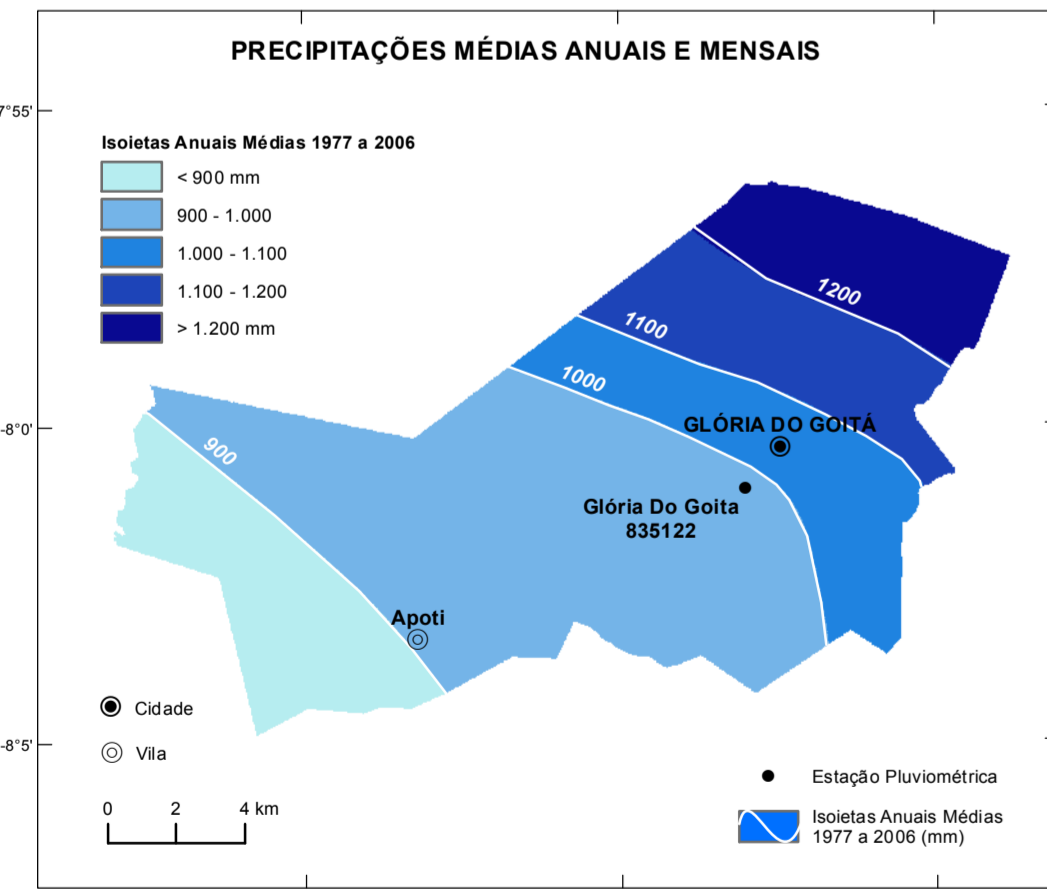 PRECIPITAÇÕES MÉDIAS ANUAIS E MENSAIS
7°55'
Isoietas Anuais Médias 1977 a 2006
< 900 mm
900 - 1.000
1.000 - 1.100
1.100 - 1.200
> 1.200 mm
1200
1100
1000
-8°0'
GLÓRIA DO GOITÁ
900
Glória Do Goita
835122
Apoti
Cidade
-8°5'
Vila
Estação Pluviométrica
0 2 4 km
Isoietas Anuais Médias
1977 a 2006 (mm)